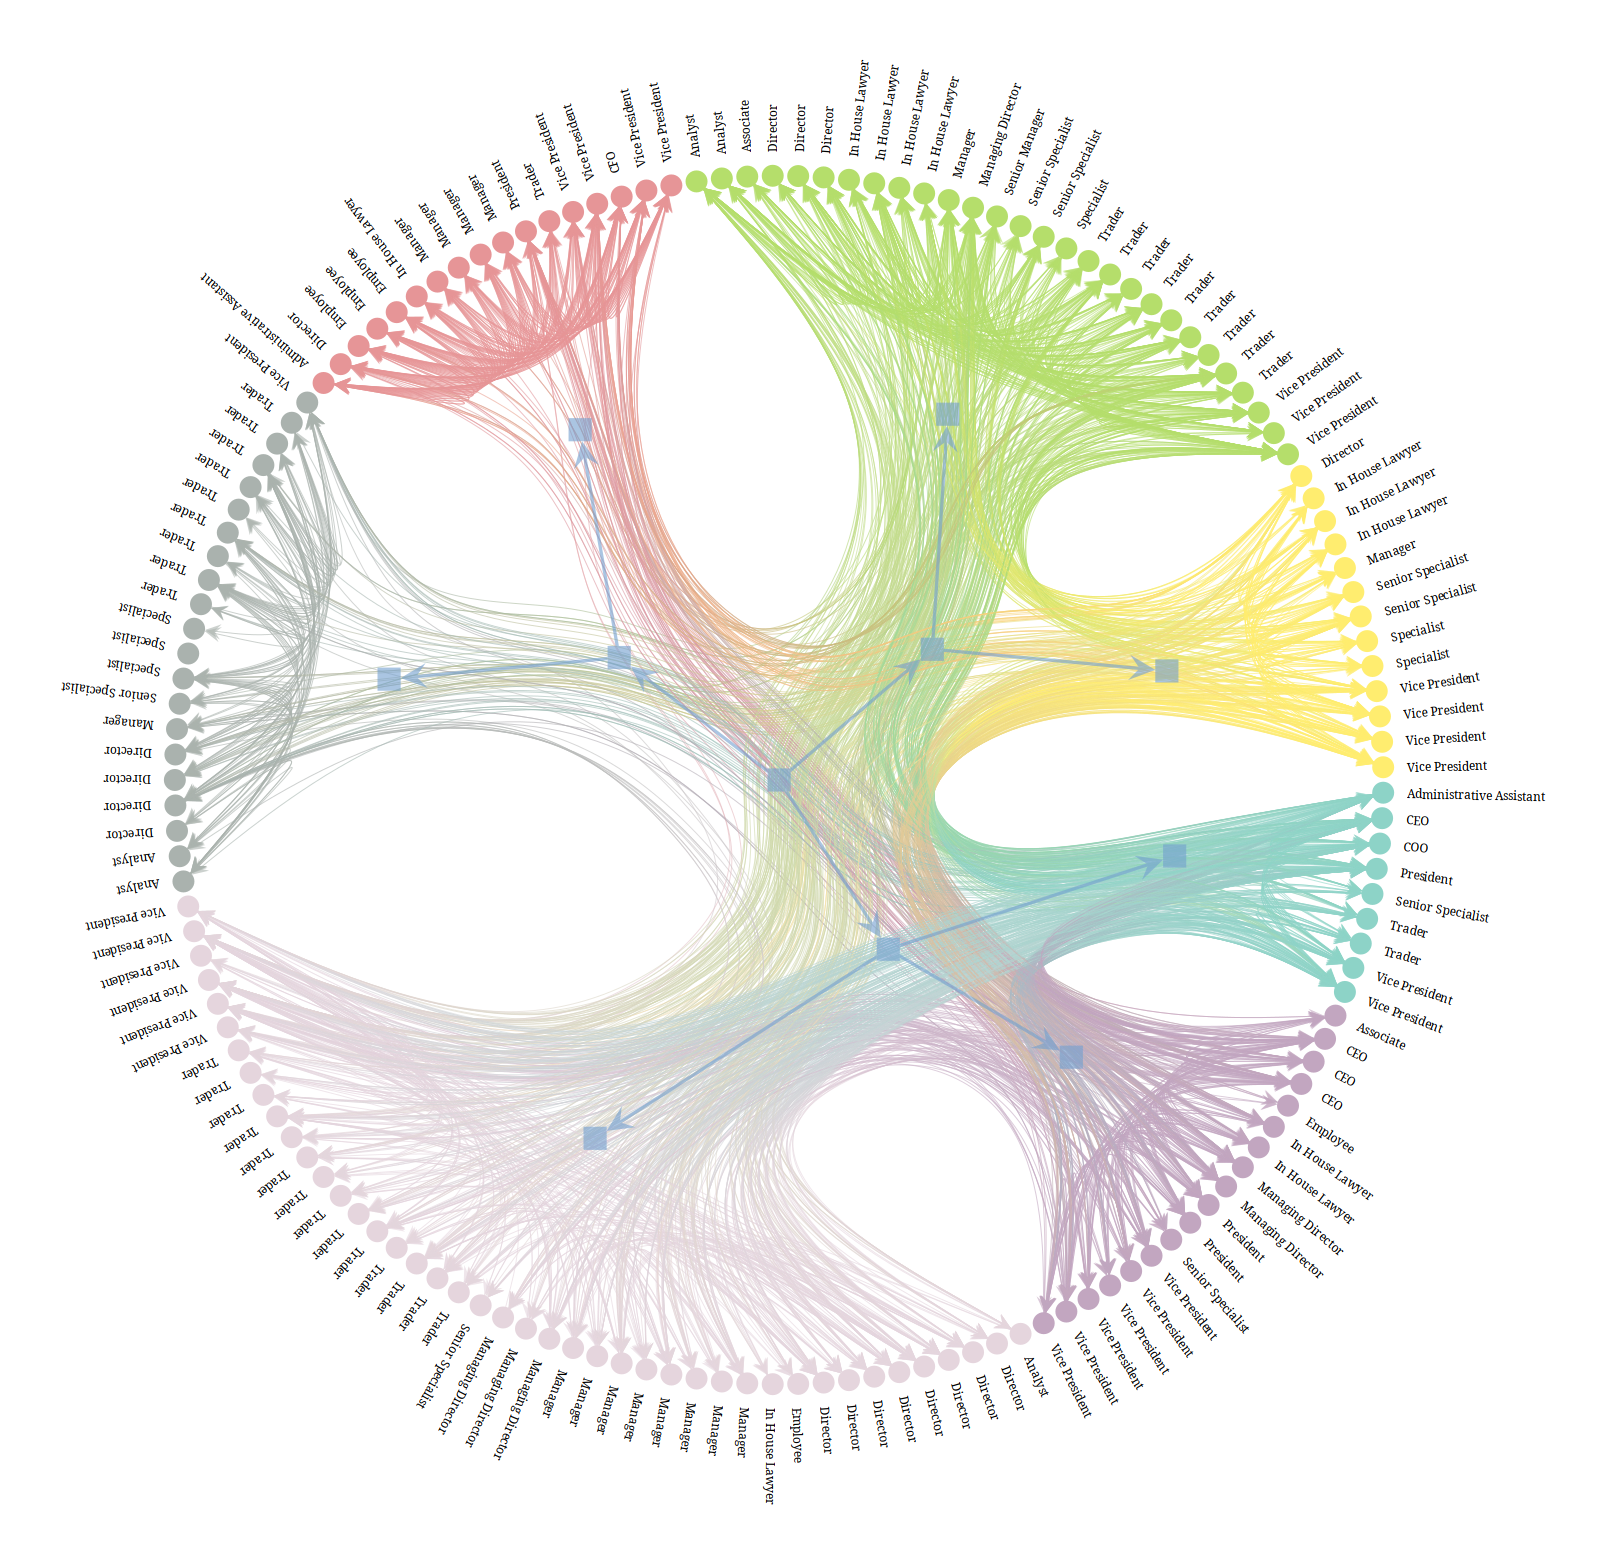 Analyst
Analyst
Associate
Director
Director
Director
In House Lawyer
In House Lawyer
In House Lawyer
In House Lawyer
Manager
Managing Director
Senior Manager
Senior Specialist
Senior Specialist
Specialist
Trader
Trader
Trader
Trader
Trader
Trader
Trader
Trader
Trader
Vice President
Vice President
Vice President
Director
In House Lawyer
In House Lawyer
In House Lawyer
Manager
Senior Specialist
Senior Specialist
Specialist
Specialist
Vice President
Vice President
Vice President
Vice President
Administrative Assistant
CEO
COO
President
Senior Specialist
Trader
Trader
Vice President
Vice President
Associate
CEO
CEO
CEO
Employee
In House Lawyer
In House Lawyer
Managing Director
Managing Director
President
President
Senior Specialist
Vice President
Vice President
Vice President
Vice President
Vice President
Vice President
Analyst
Director
Director
Director
Director
Director
Director
Director
Director
Employee
In House Lawyer
Manager
Manager
Manager
Manager
Manager
Manager
Manager
Manager
Managing Director
Managing Director
Managing Director
Senior Specialist
Trader
Trader
Trader
Trader
Trader
Trader
Trader
Trader
Trader
Trader
Trader
Trader
Trader
Trader
Vice President
Vice President
Vice President
Vice President
Vice President
Vice President
Analyst
Analyst
Director
Director
Director
Director
Manager
Senior Specialist
Specialist
Specialist
Specialist
Trader
Trader
Trader
Trader
Trader
Trader
Trader
Trader
Trader
Vice President
Administrative Assistant
Director
Employee
Employee
Employee
In House Lawyer
Manager
Manager
Manager
Manager
President
Trader
Vice President
Vice President
CFO
Vice President
Vice President